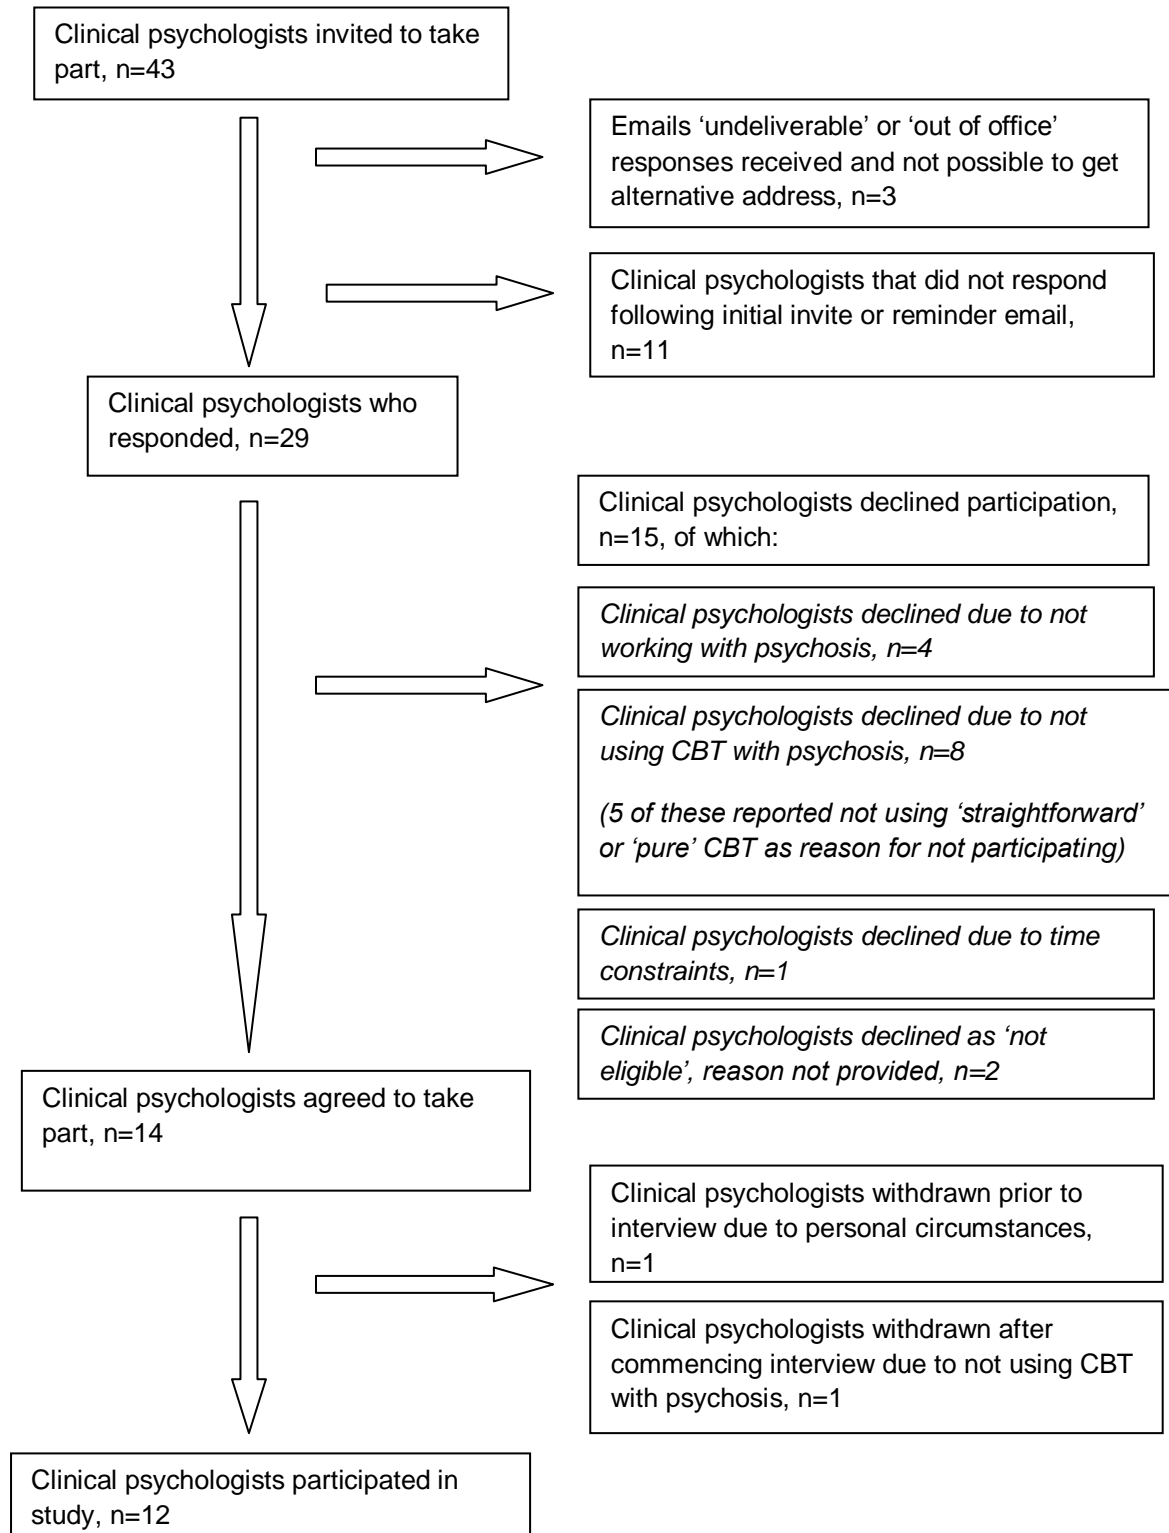 Clinical psychologists invited to take
part, n=43
Emails ‘undeliverable’ or ‘out of office’
responses received and not possible to get
alternative address, n=3
Clinical psychologists that did not respond
following initial invite or reminder email,
n=11
Clinical psychologists who
responded, n=29
Clinical psychologists declined participation,
n=15, of which:
Clinical psychologists declined due to not
working with psychosis, n=4
Clinical psychologists declined due to not
using CBT with psychosis, n=8
(5 of these reported not using ‘straightforward’
or ‘pure’ CBT as reason for not participating)
Clinical psychologists declined due to time
constraints, n=1
Clinical psychologists declined as ‘not
eligible’, reason not provided, n=2
Clinical psychologists agreed to take
part, n=14
Clinical psychologists withdrawn prior to
interview due to personal circumstances,
n=1
Clinical psychologists withdrawn after
commencing interview due to not using CBT
with psychosis, n=1
Clinical psychologists participated in
study, n=12